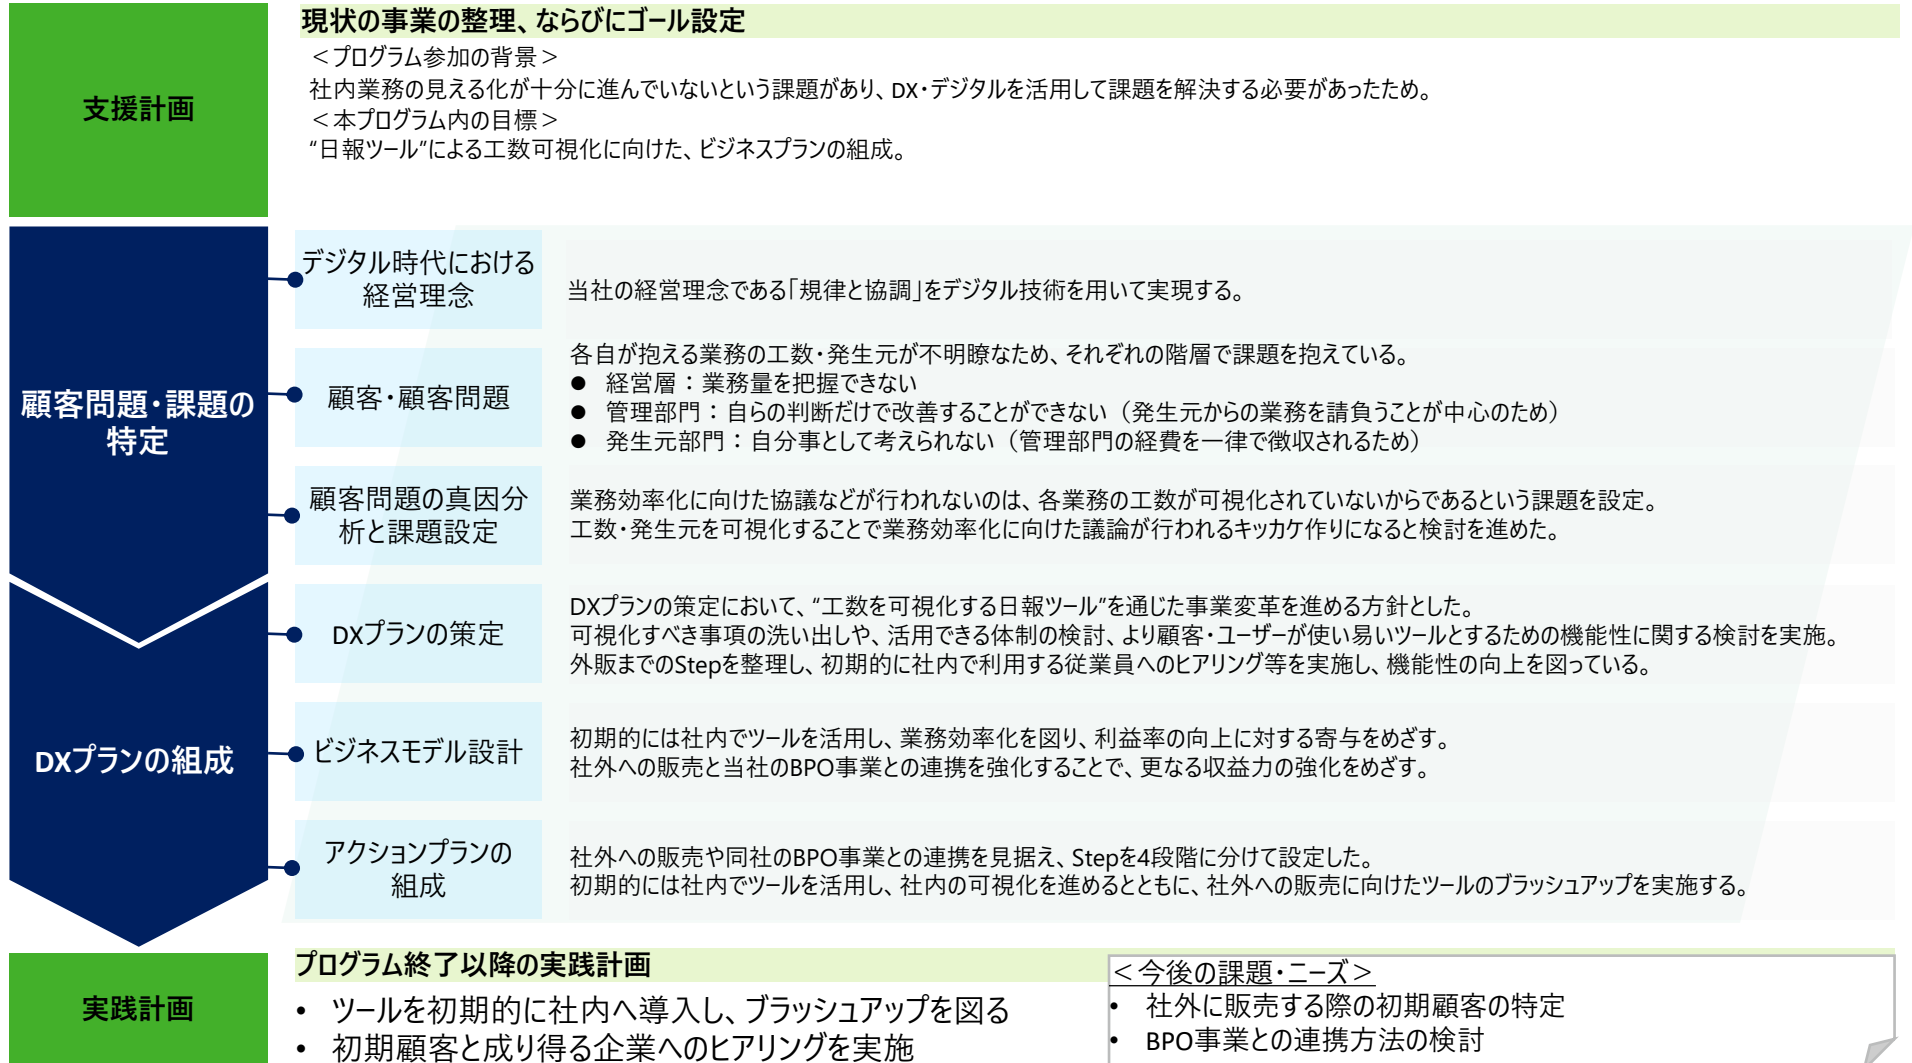 支援計画
現状の事業の整理、ならびにゴール設定
＜プログラム参加の背景＞
社内業務の見える化が十分に進んでいないという課題があり、DX・デジタルを活用して課題を解決する必要があったため。
＜本プログラム内の目標＞
“日報ツール”による工数可視化に向けた、ビジネスプランの組成。
顧客問題・課題の
特定
デジタル時代における
経営理念
当社の経営理念である「規律と協調」をデジタル技術を用いて実現する。
顧客・顧客問題
各自が抱える業務の工数・発生元が不明瞭なため、それぞれの階層で課題を抱えている。
● 経営層：業務量を把握できない
● 管理部門：自らの判断だけで改善することができない（発生元からの業務を請負うことが中心のため）
● 発生元部門：自分事として考えられない（管理部門の経費を一律で徴収されるため）
顧客問題の真因分
析と課題設定
業務効率化に向けた協議などが行われないのは、各業務の工数が可視化されていないからであるという課題を設定。
工数・発生元を可視化することで業務効率化に向けた議論が行われるキッカケ作りになると検討を進めた。
DXプランの組成
DXプランの策定
DXプランの策定において、“工数を可視化する日報ツール”を通じた事業変革を進める方針とした。
可視化すべき事項の洗い出しや、活用できる体制の検討、より顧客・ユーザーが使い易いツールとするための機能性に関する検討を実施。
外販までのStepを整理し、初期的に社内で利用する従業員へのヒアリング等を実施し、機能性の向上を図っている。
ビジネスモデル設計
初期的には社内でツールを活用し、業務効率化を図り、利益率の向上に対する寄与をめざす。
社外への販売と当社のBPO事業との連携を強化することで、更なる収益力の強化をめざす。
アクションプランの
組成
社外への販売や同社のBPO事業との連携を見据え、Stepを4段階に分けて設定した。
初期的には社内でツールを活用し、社内の可視化を進めるとともに、社外への販売に向けたツールのブラッシュアップを実施する。
実践計画
プログラム終了以降の実践計画
• ツールを初期的に社内へ導入し、ブラッシュアップを図る
• 初期顧客と成り得る企業へのヒアリングを実施
＜今後の課題・ニーズ＞
• 社外に販売する際の初期顧客の特定
• BPO事業との連携方法の検討